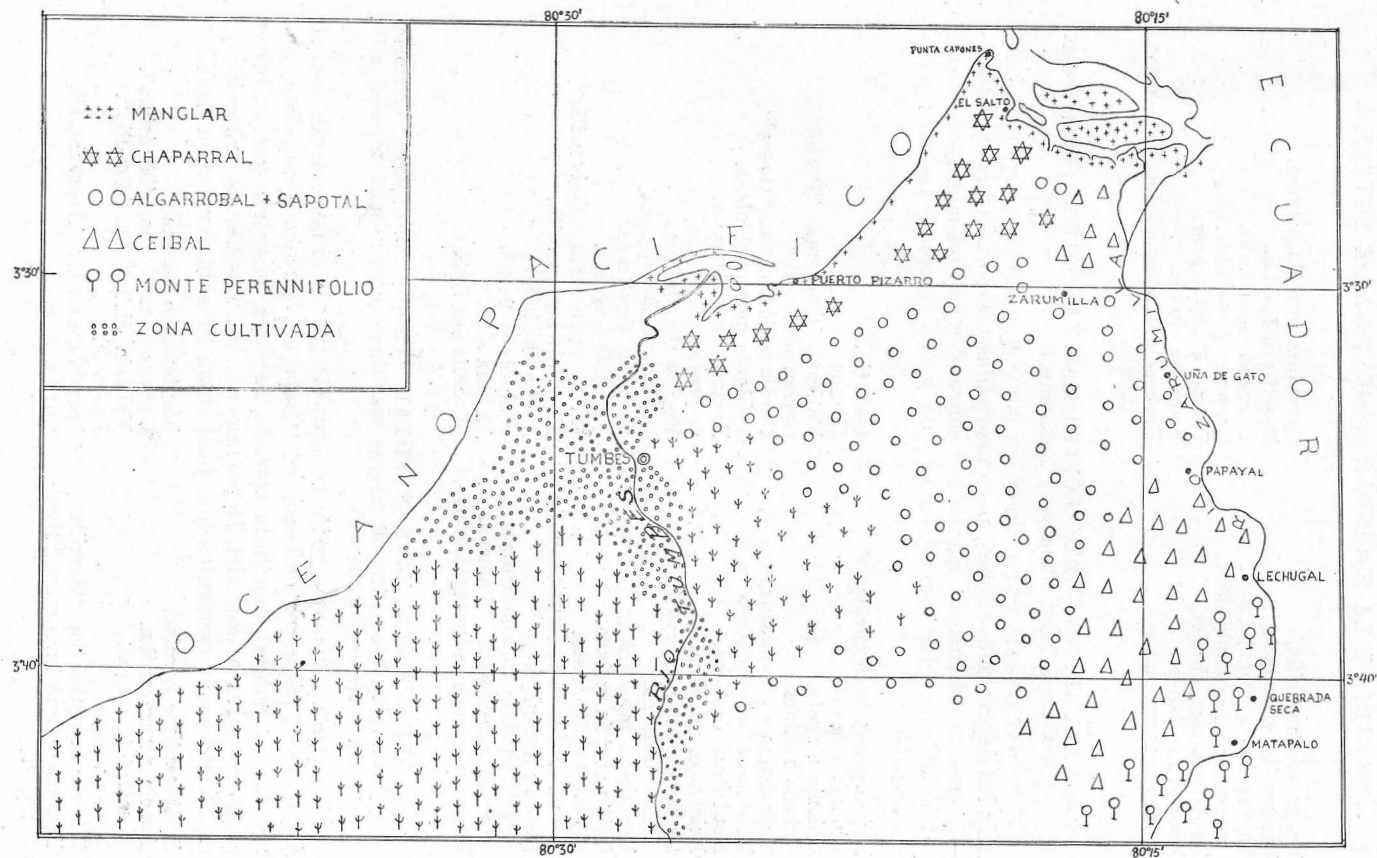 80°30'
80°15'
PUNTA CAPONES
EL SALTO
ECUADOR
MANGLAR
CHAPARRAL
ALGARROBAL + SAPOTAL
CEIBAL
MONTE PERENNIFOLIO
ZONA CULTIVADA
OCEANO PACIFICO
3°30'
3°30'
PUERTO PIZARRO
ZARUMILLA
R. ZARUMILLA
UÑA DE GATO
TUMBES
PAPAYAL
RIO TUMBES
LECHUGAL
3°40'
3°40'
QUEBRADA
SECA
MATAPALO
80°30'
80°15'